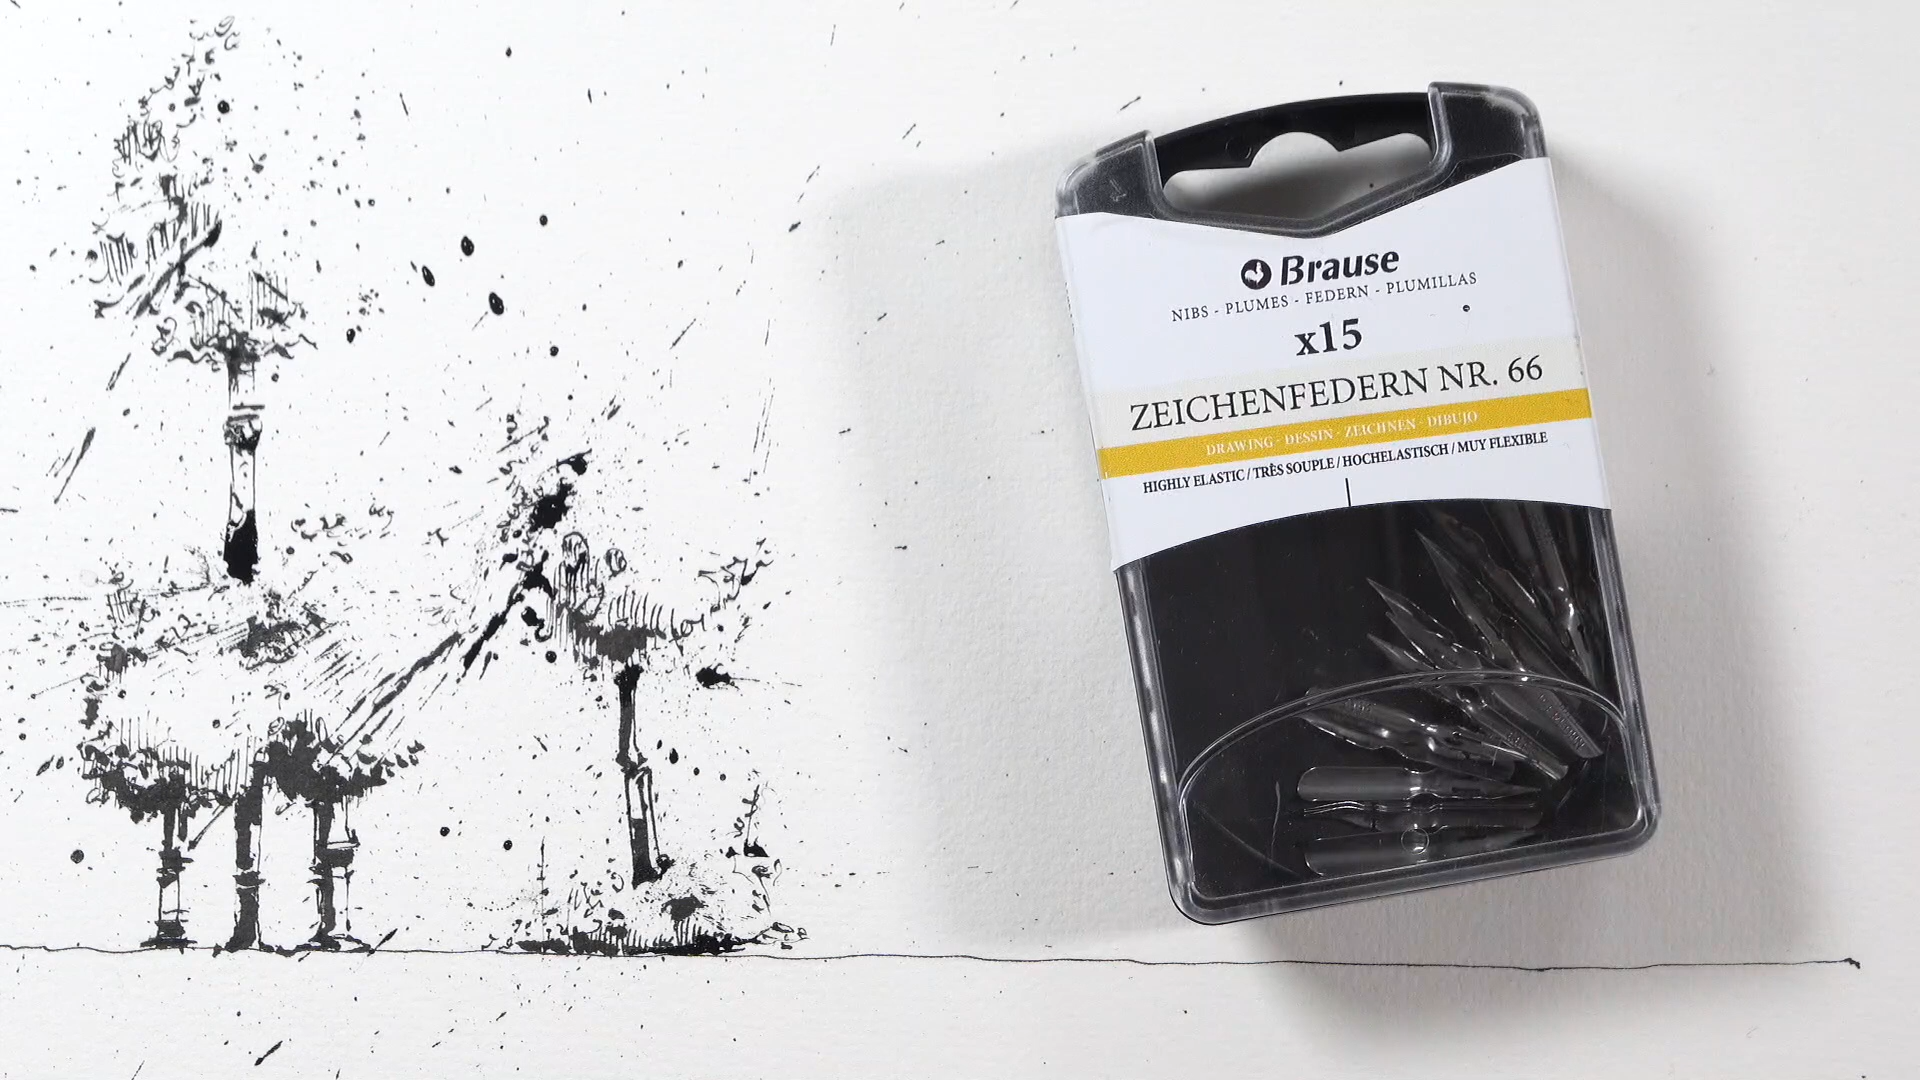 Brause
NIBS - PLUMES - FEDERN - PLUMILLAS
x15
ZEICHENFEDERN NR. 66
DRAWING - DESSIN - ZEICHNEN - DIBUJO
HIGHLY ELASTIC / TRÈS SOUPLE / HOCHELASTISCH / MUY FLEXIBLE